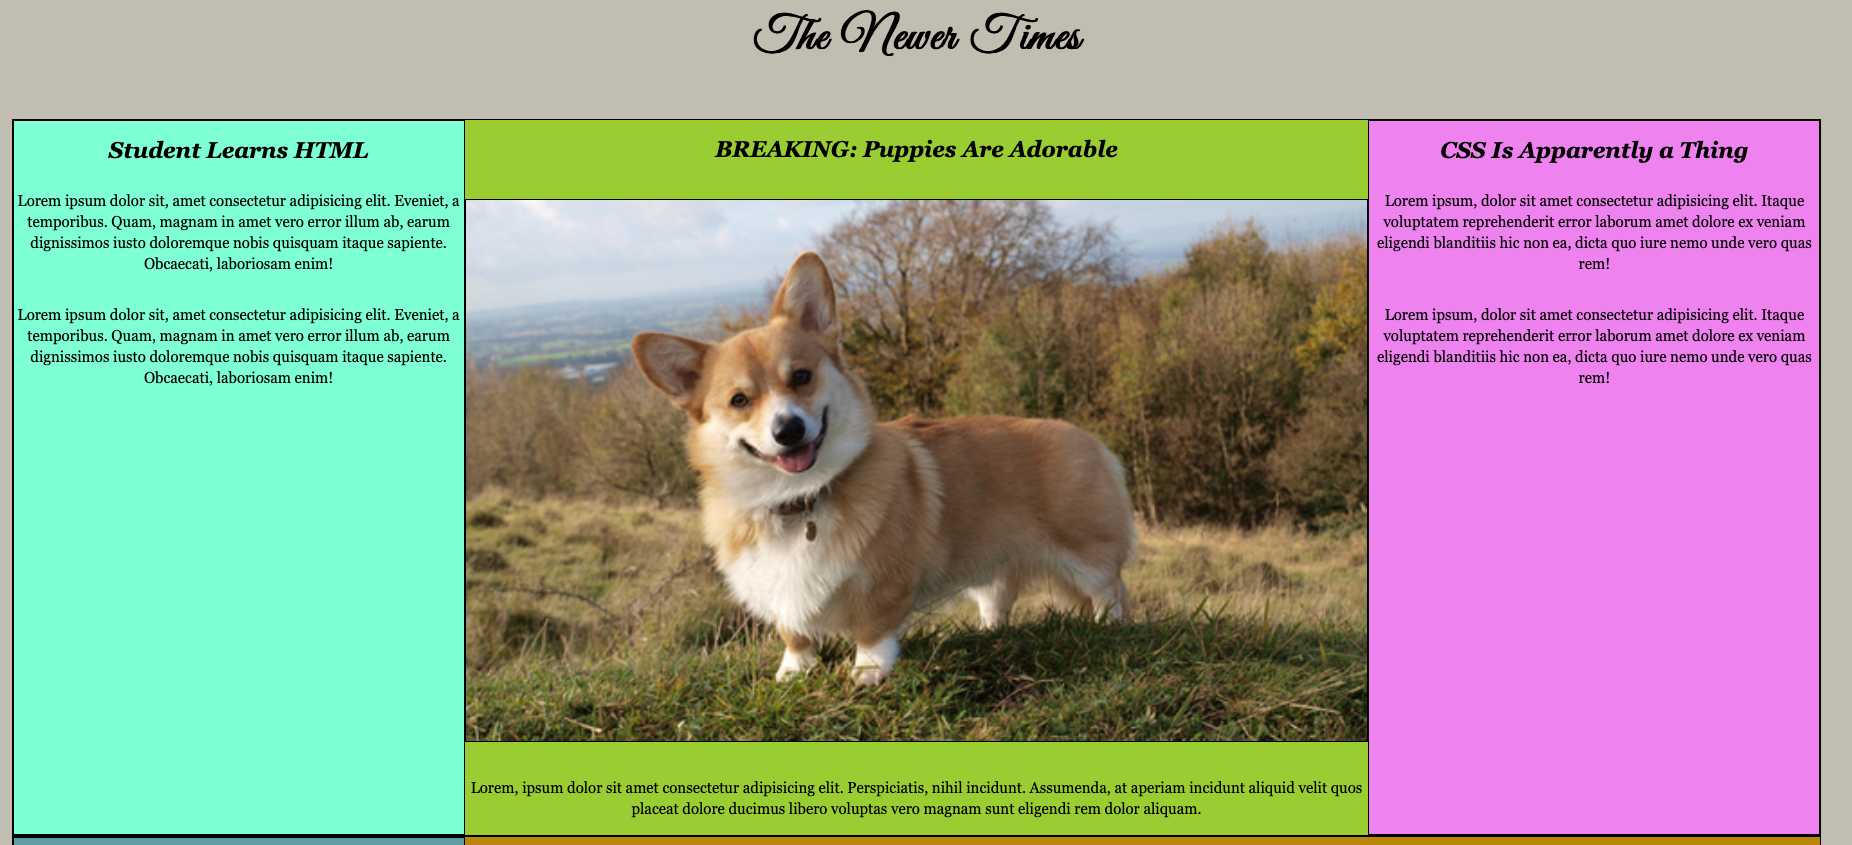 The Newer Times
Student Learns HTML
Lorem ipsum dolor sit, amet consectetur adipisicing elit. Eveniet, a
temporibus. Quam, magnam in amet vero error illum ab, earum
dignissimos iusto doloremque nobis quisquam itaque sapiente.
Obcaecati, laboriosam enim!
Lorem ipsum dolor sit, amet consectetur adipisicing elit. Eveniet, a
temporibus. Quam, magnam in amet vero error illum ab, earum
dignissimos iusto doloremque nobis quisquam itaque sapiente.
Obcaecati, laboriosam enim!
BREAKING: Puppies Are Adorable
Lorem, ipsum dolor sit amet consectetur adipisicing elit. Perspiciatis, nihil incidunt. Assumenda, at aperiam incidunt aliquid velit quos
placeat dolore ducimus libero voluptas vero magnam sunt eligendi rem dolor aliquam.
CSS Is Apparently a Thing
Lorem ipsum, dolor sit amet consectetur adipisicing elit. Itaque
voluptatem reprehenderit error laborum amet dolore ex veniam
eligendi blanditiis hic non ea, dicta quo iure nemo unde vero quas
rem!
Lorem ipsum, dolor sit amet consectetur adipisicing elit. Itaque
voluptatem reprehenderit error laborum amet dolore ex veniam
eligendi blanditiis hic non ea, dicta quo iure nemo unde vero quas
rem!